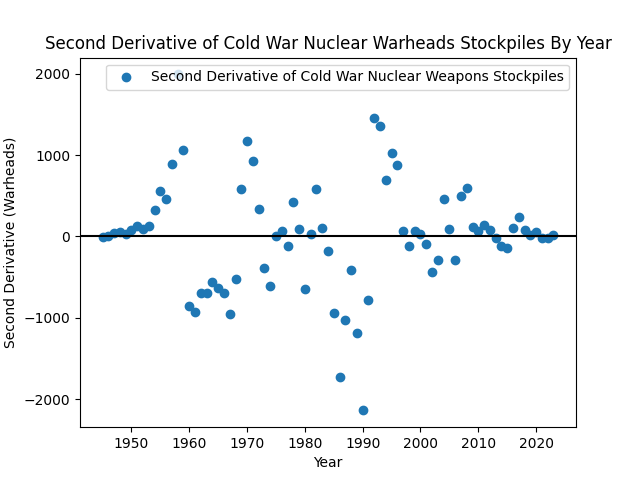 Second Derivative of Cold War Nuclear Warheads Stockpiles By Year
Second Derivative of Cold War Nuclear Weapons Stockpiles
Second Derivative (Warheads)
2000
1000
0
−1000
−2000
1950 1960 1970 1980 1990 2000 2010 2020
Year